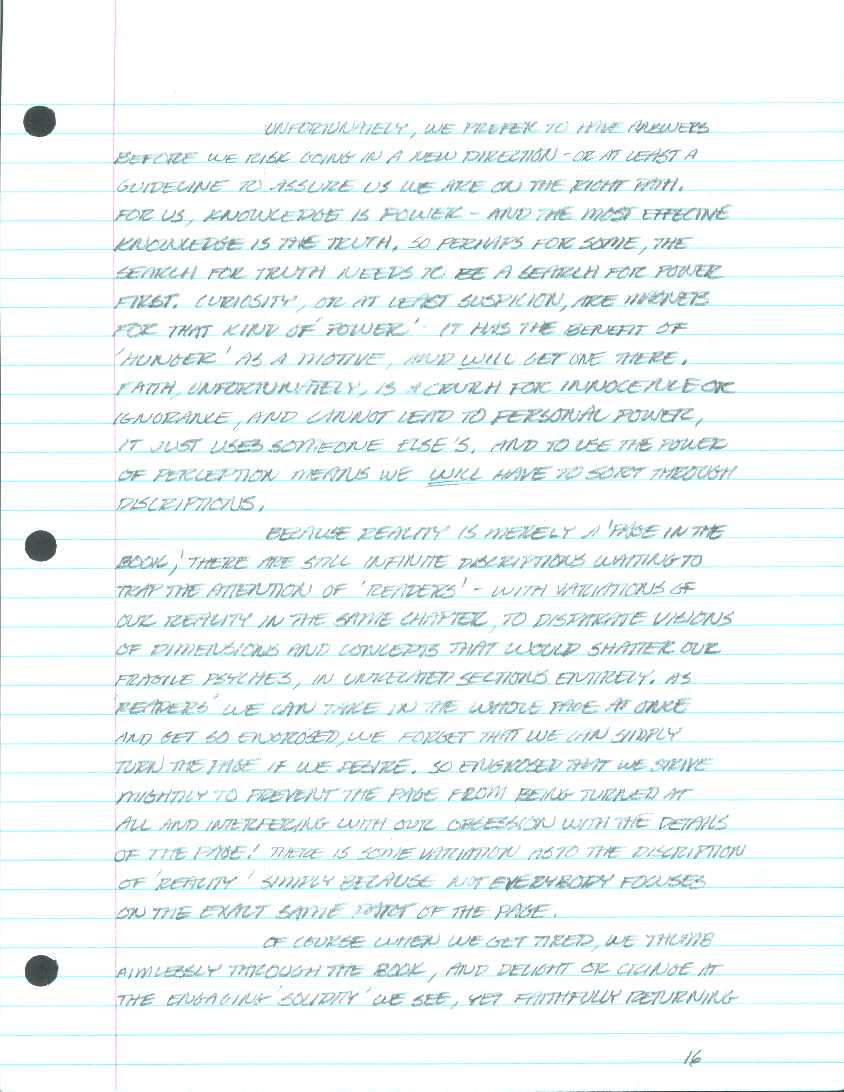 UNFORTUNATELY, WE PREFER TO HAVE ANSWERS
BEFORE WE RISK GOING IN A NEW DIRECTION - OR AT LEAST A
GUIDELINE TO ASSURE US WE ARE ON THE RIGHT PATH.
FOR US, KNOWLEDGE IS POWER - AND THE MOST EFFECTIVE
KNOWLEDGE IS THE TRUTH. SO PERHAPS FOR SOME, THE
SEARCH FOR TRUTH NEEDS TO BE A SEARCH FOR POWER
FIRST. CURIOSITY, OR AT LEAST SUSPICION, ARE MAGNETS
FOR THAT KIND OF 'POWER' - IT HAS THE BENEFIT OF
'HUNGER' AS A MOTIVE, AND WILL GET ONE THERE.
FAITH, UNFORTUNATELY, IS A CRUTCH FOR INNOCENCE OR
IGNORANCE, AND CANNOT LEAD TO PERSONAL POWER,
IT JUST USES SOMEONE ELSE'S. AND TO USE THE POWER
OF PERCEPTION MEANS WE WILL HAVE TO SORT THROUGH
DISCRIPTIONS.
BECAUSE REALITY IS MERELY A 'PAGE IN THE
BOOK,' THERE ARE STILL INFINITE DISCRIPTIONS WAITING TO
TRAP THE ATTENTION OF 'READERS' - WITH VARIATIONS OF
OUR REALITY IN THE SAME CHAPTER, TO DISPARATE VISIONS
OF DIMENSIONS AND CONCEPTS THAT WOULD SHATTER OUR
FRAGILE PSYCHES, IN UNRELATED SECTIONS ENTIRELY. AS
'READERS' WE CAN TAKE IN THE WHOLE PAGE AT ONCE
AND GET SO ENGROSED, WE FORGET THAT WE CAN SIMPLY
TURN THE PAGE IF WE DESIRE. SO ENGROSED THAT WE STRIVE
MIGHTILY TO PREVENT THE PAGE FROM BEING TURNED AT
ALL AND INTERFERING WITH OUR OBSESSION WITH THE DETAILS
OF THE PAGE! THERE IS SOME VARIATION AS TO THE DISCRIPTION
OF 'REALITY' SIMPLY BECAUSE NOT EVERYBODY FOCUSES
ON THE EXACT SAME PART OF THE PAGE.
OF COURSE WHEN WE GET TIRED, WE THUMB
AIMLESSLY THROUGH THE BOOK, AND DELIGHT OR CRINGE AT
THE ENGAGING 'SOLIDITY' WE SEE, YET FAITHFULLY RETURNING
16